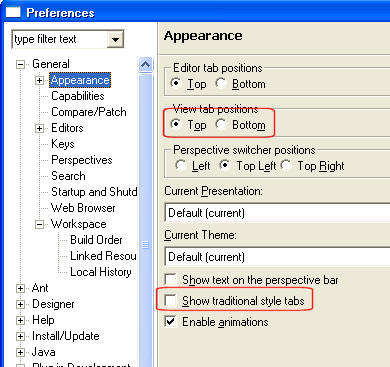 Preferences
type filter text
General
Appearance
Capabilities
Compare/Patch
Editors
Keys
Perspectives
Search
Startup and Shutd
Web Browser
Workspace
Build Order
Linked Resou
Local History
Ant
Designer
Help
Install/Update
Java
Plug-in Development
Appearance
Editor tab positions
Top Bottom
View tab positions
Top Bottom
Perspective switcher positions
Left Top Left Top Right
Current Presentation:
Default (current)
Current Theme:
Default (current)
Show text on the perspective bar
Show traditional style tabs
Enable animations